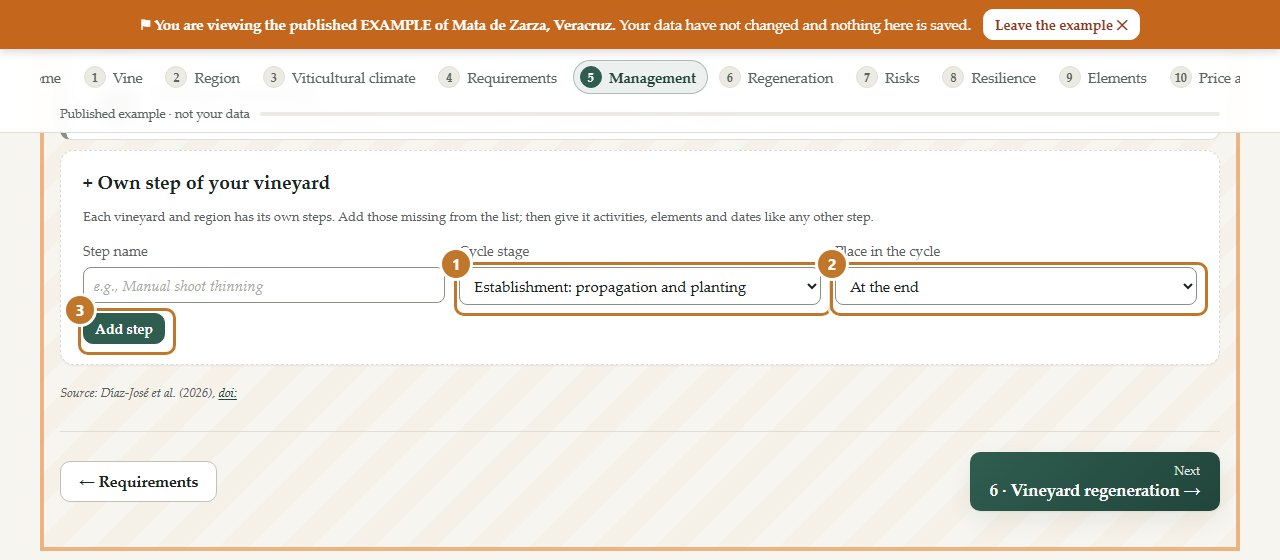 ⚑ You are viewing the published EXAMPLE of Mata de Zarza, Veracruz. Your data have not changed and nothing here is saved. Leave the example ✕
me 1 Vine 2 Region 3 Viticultural climate 4 Requirements 5 Management 6 Regeneration 7 Risks 8 Resilience 9 Elements 10 Price a
Published example · not your data
+ Own step of your vineyard
Each vineyard and region has its own steps. Add those missing from the list; then give it activities, elements and dates like any other step.
Step name Cycle stage Place in the cycle
1 2
e.g., Manual shoot thinning Establishment: propagation and planting At the end
3
Add step
Source: Díaz-José et al. (2026), doi:
← Requirements
Next
6 · Vineyard regeneration →